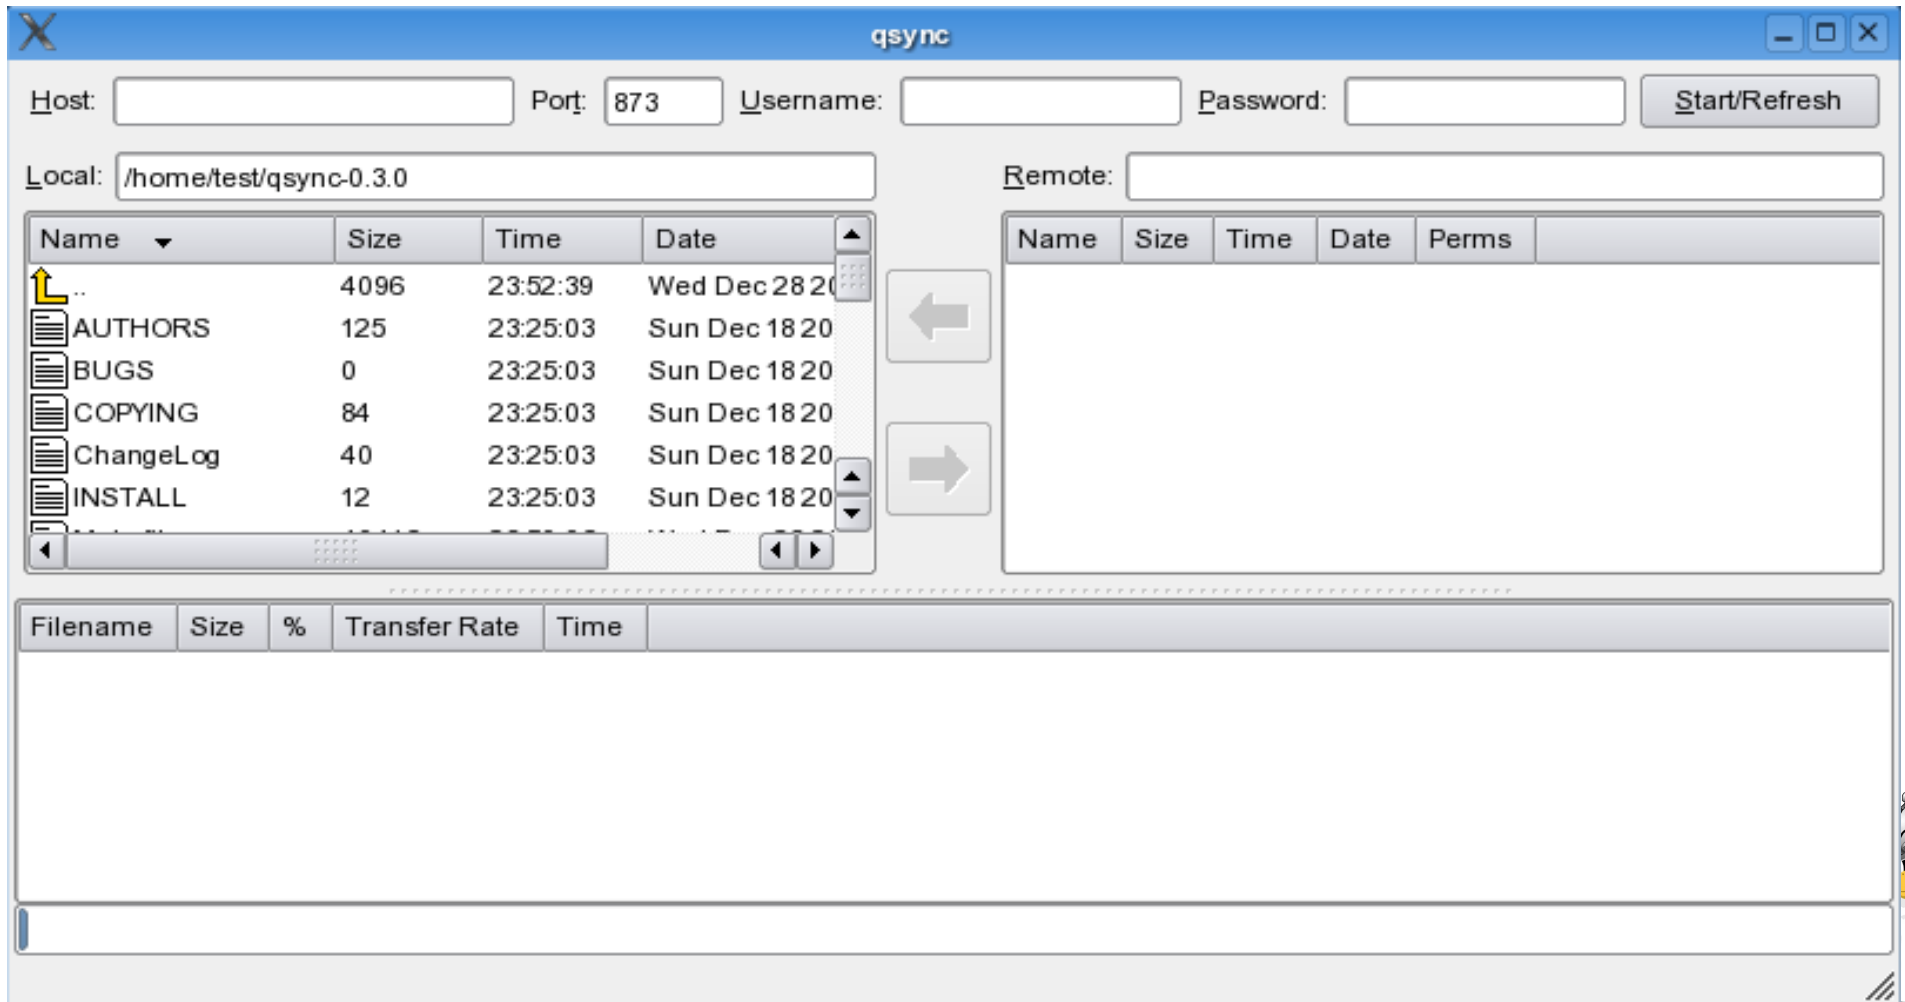 qsync
Host: Port: 873 Username: Password: Start/Refresh
Local: /home/test/qsync-0.3.0 Remote:
Name Size Time Date Name Size Time Date Perms
.. 4096 23:52:39 Wed Dec 28 20
AUTHORS 125 23:25:03 Sun Dec 18 20
BUGS 0 23:25:03 Sun Dec 18 20
COPYING 84 23:25:03 Sun Dec 18 20
ChangeLog 40 23:25:03 Sun Dec 18 20
INSTALL 12 23:25:03 Sun Dec 18 20
Filename Size % Transfer Rate Time